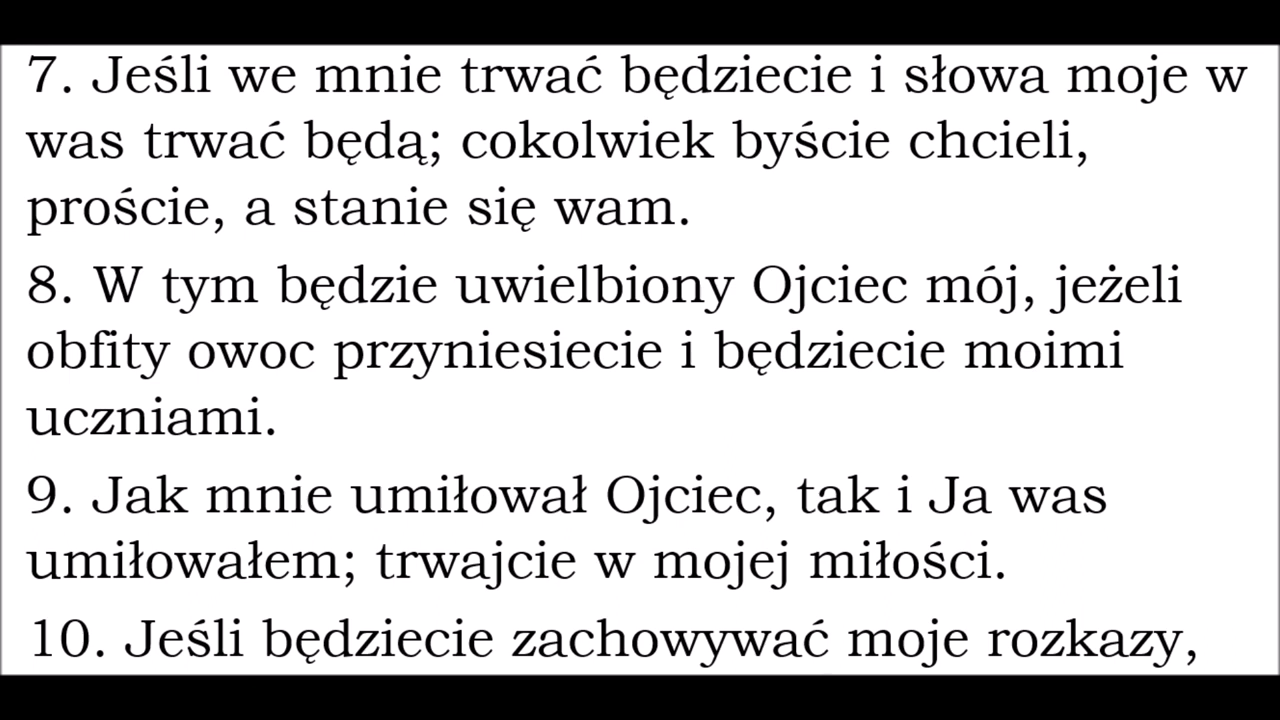 7. Jeśli we mnie trwać będziecie i słowa moje w
was trwać będą; cokolwiek byście chcieli,
proście, a stanie się wam.
8. W tym będzie uwielbiony Ojciec mój, jeżeli
obfity owoc przyniesiecie i będziecie moimi
uczniami.
9. Jak mnie umiłował Ojciec, tak i Ja was
umiłowałem; trwajcie w mojej miłości.
10. Jeśli będziecie zachowywać moje rozkazy,